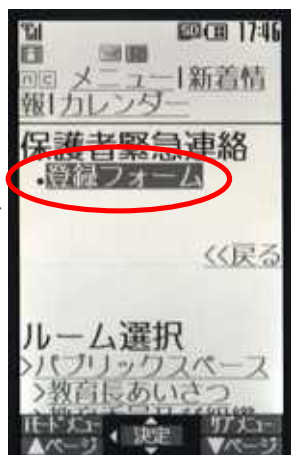 17:46
メニュー|新着情
報|カレンダー
保護者緊急連絡
・登録フォーム
<<戻る
ルーム選択
>パブリックスペース
>教育長あいさつ
iモードメニュー 決定 サブメニュー
▲ページ ▼ページ